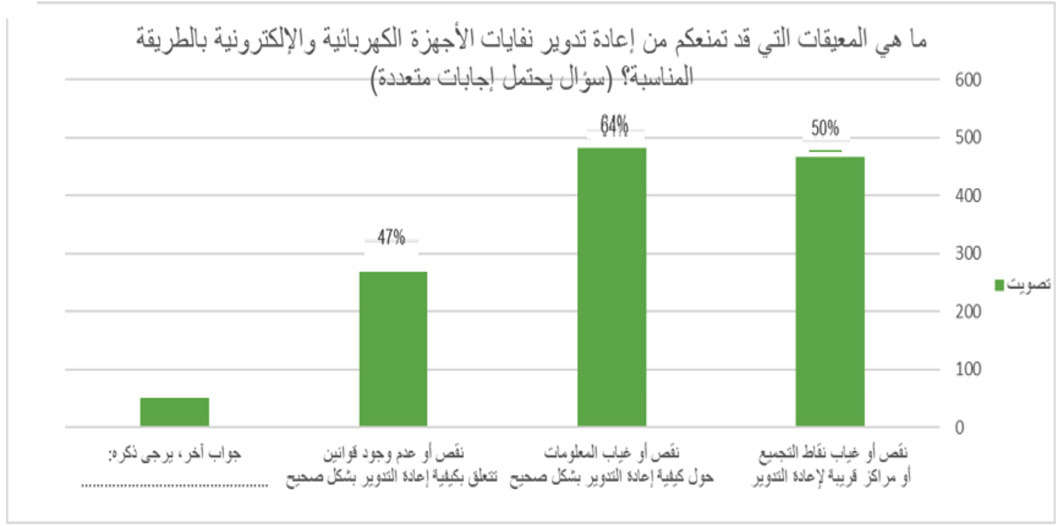 ما هي المعيقات التي قد تمنعكم من إعادة تدوير نفايات الأجهزة الكهربائية والإلكترونية بالطريقة
المناسبة؟ (سؤال يحتمل إجابات متعددة)
600
500
400
300
200
100
0
50%
64%
47%
تصويت
نقص أو غياب نقاط التجميع
أو مراكز قريبة لإعادة التدوير
نقص أو غياب المعلومات
حول كيفية إعادة التدوير بشكل صحيح
نقص أو عدم وجود قوانين
تتعلق بكيفية إعادة التدوير بشكل صحيح
جواب آخر، يرجى ذكره:
......................................